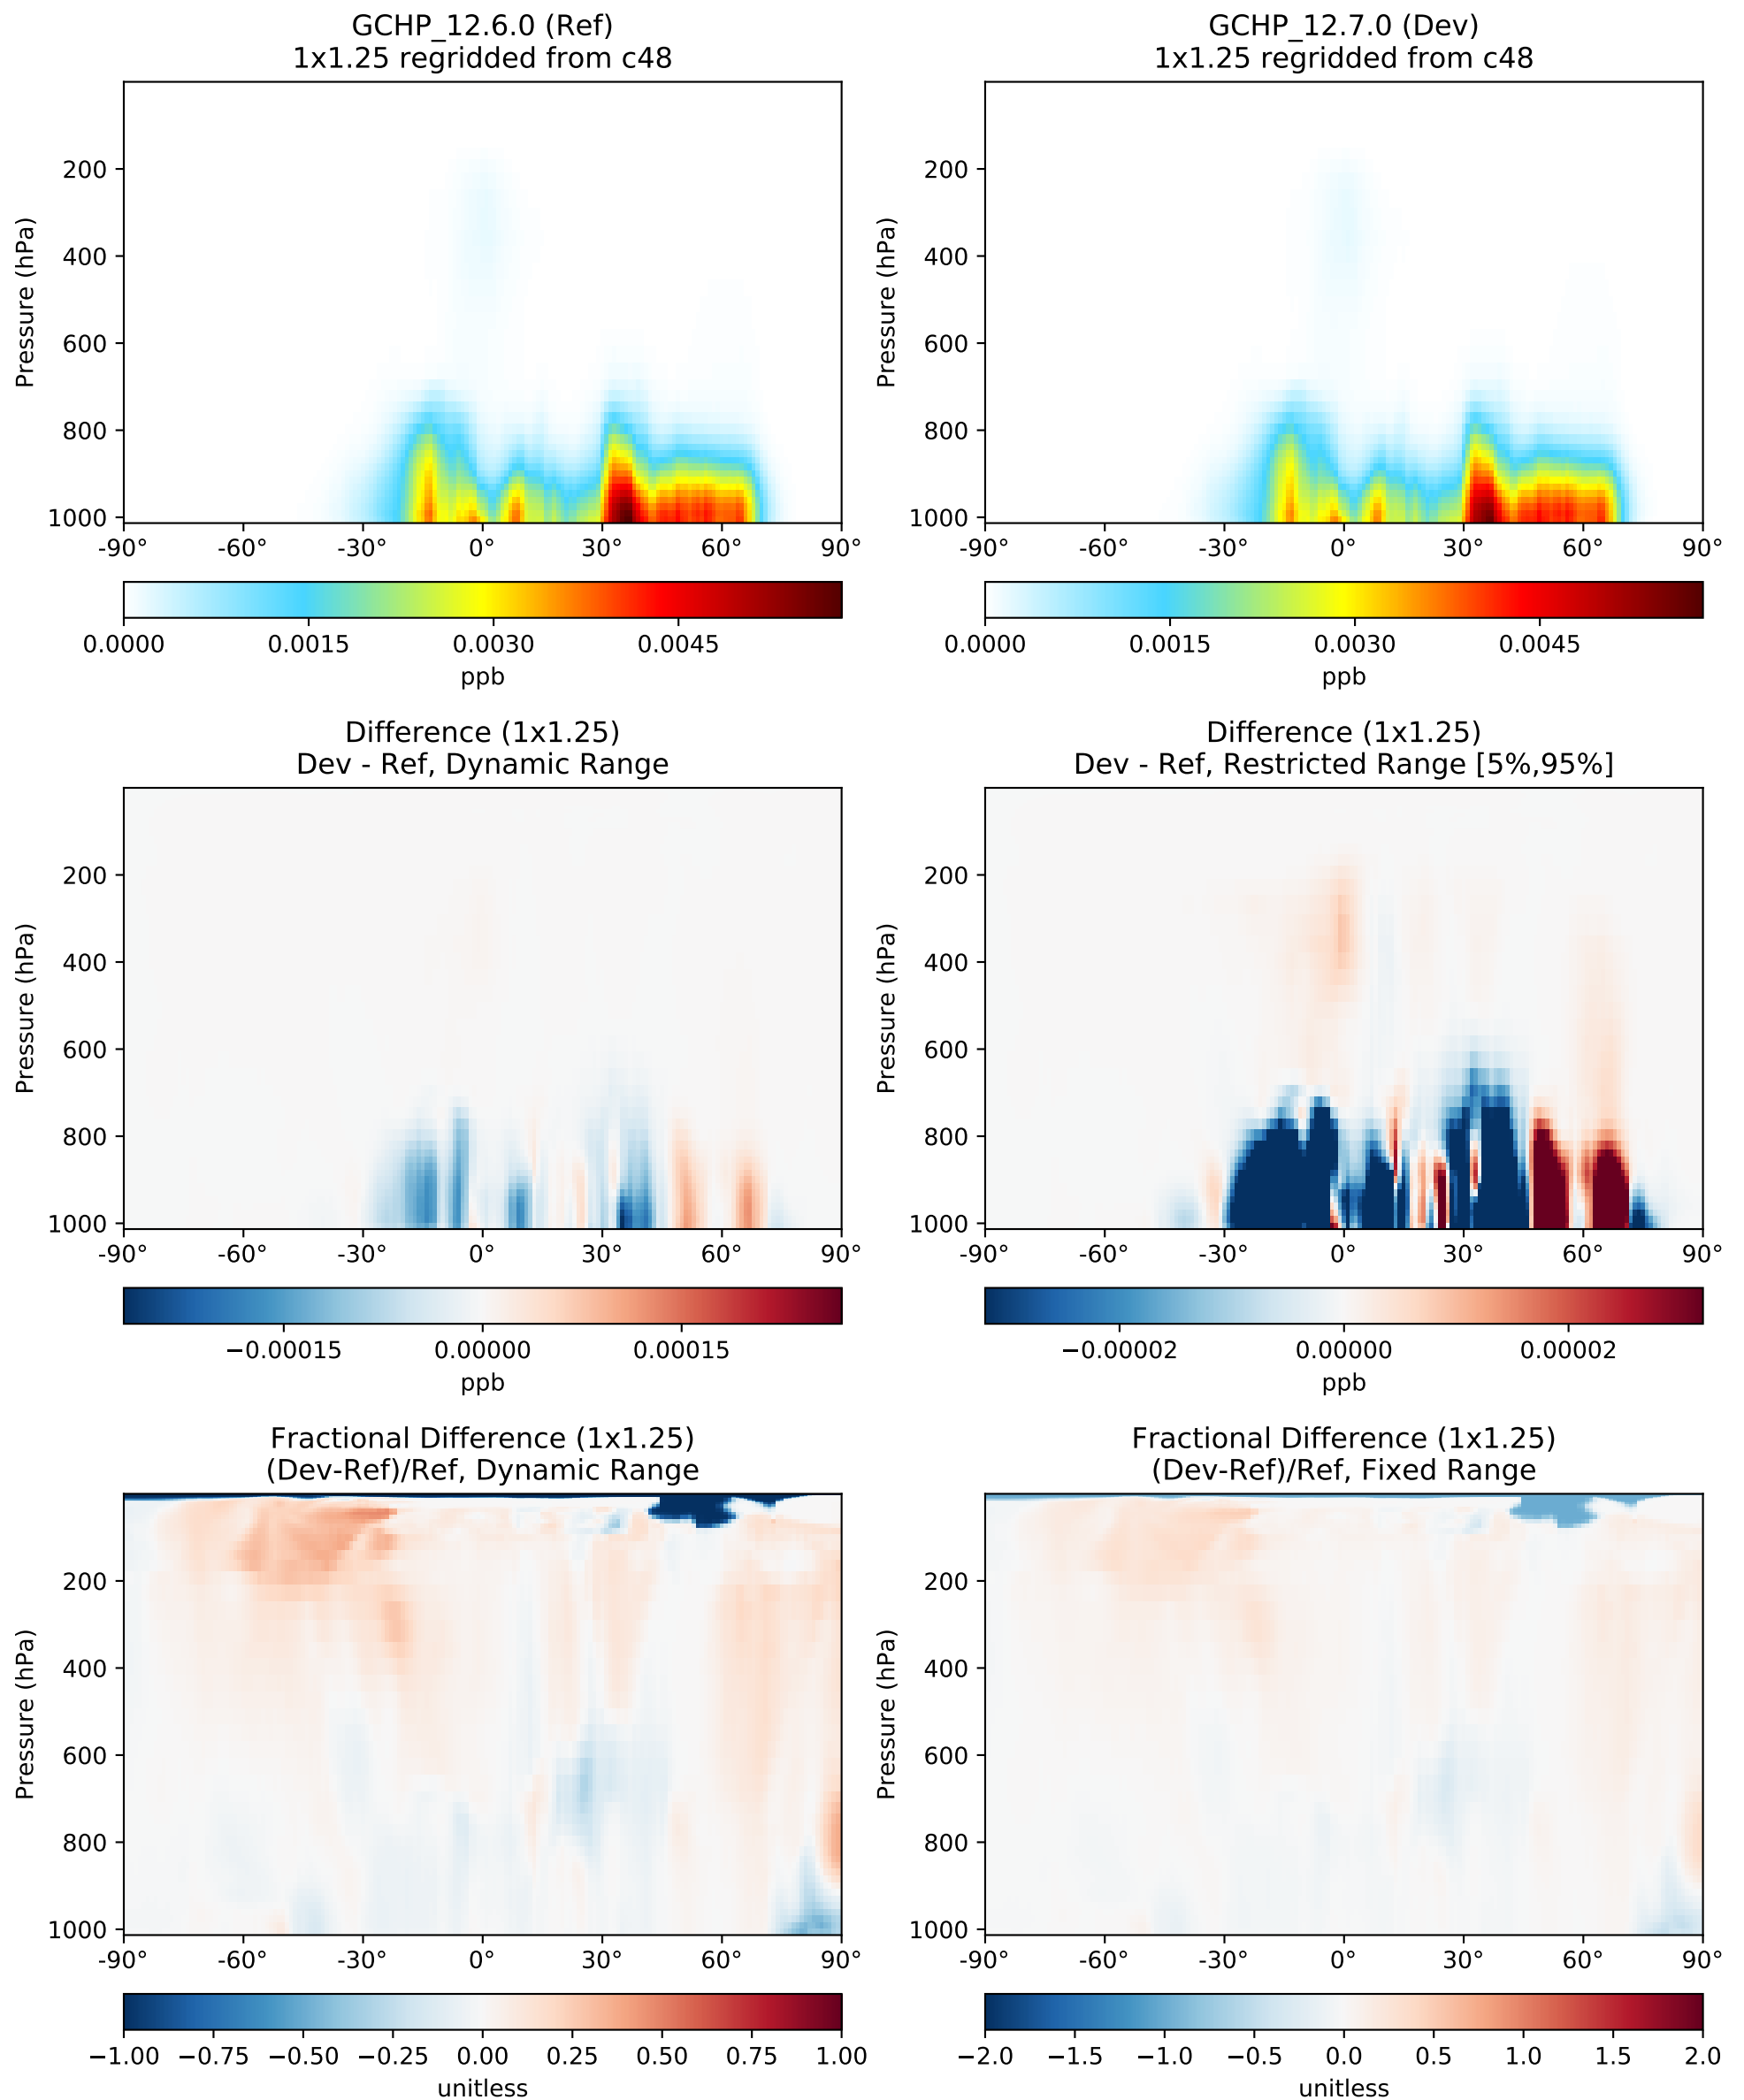 GCHP_12.6.0 (Ref)
1x1.25 regridded from c48
Pressure (hPa)
200
400
600
800
1000
-90° -60° -30° 0° 30° 60° 90°
0.0000 0.0015 0.0030 0.0045
ppb
GCHP_12.7.0 (Dev)
1x1.25 regridded from c48
Pressure (hPa)
200
400
600
800
1000
-90° -60° -30° 0° 30° 60° 90°
0.0000 0.0015 0.0030 0.0045
ppb
Difference (1x1.25)
Dev - Ref, Dynamic Range
Pressure (hPa)
200
400
600
800
1000
-90° -60° -30° 0° 30° 60° 90°
−0.00015 0.00000 0.00015
ppb
Difference (1x1.25)
Dev - Ref, Restricted Range [5%,95%]
Pressure (hPa)
200
400
600
800
1000
-90° -60° -30° 0° 30° 60° 90°
−0.00002 0.00000 0.00002
ppb
Fractional Difference (1x1.25)
(Dev-Ref)/Ref, Dynamic Range
Pressure (hPa)
200
400
600
800
1000
-90° -60° -30° 0° 30° 60° 90°
−1.00 −0.75 −0.50 −0.25 0.00 0.25 0.50 0.75 1.00
unitless
Fractional Difference (1x1.25)
(Dev-Ref)/Ref, Fixed Range
Pressure (hPa)
200
400
600
800
1000
-90° -60° -30° 0° 30° 60° 90°
−2.0 −1.5 −1.0 −0.5 0.0 0.5 1.0 1.5 2.0
unitless